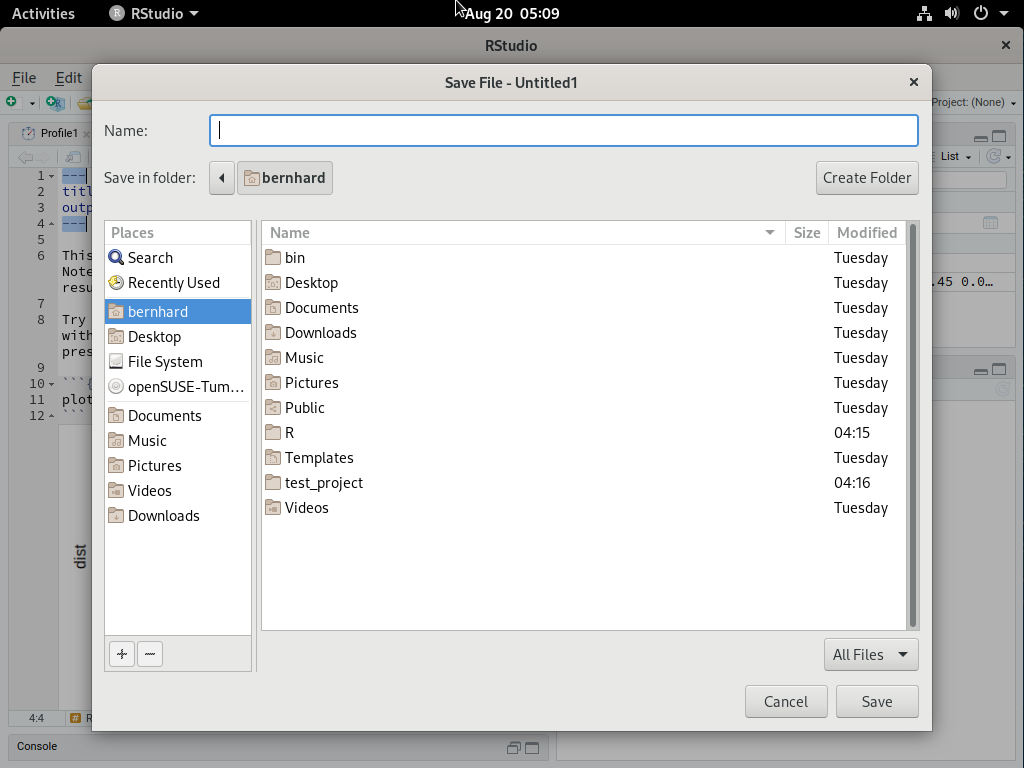 Activities RStudio Aug 20 05:09
RStudio
File Edit
Project: (None)
Save File - Untitled1
Name:
Save in folder: bernhard Create Folder
Places
Search
Recently Used
bernhard
Desktop
File System
openSUSE-Tum…
Documents
Music
Pictures
Videos
Downloads
Name Size Modified
bin Tuesday
Desktop Tuesday
Documents Tuesday
Downloads Tuesday
Music Tuesday
Pictures Tuesday
Public Tuesday
R 04:15
Templates Tuesday
test_project 04:16
Videos Tuesday
All Files
Cancel Save
Profile1
List
1 ---
2 titl
3 outp
4 ---
5
6 This
Note
resu
7
8 Try
with
pres
9
10 ```{
11 plot
12 ```
.45 0.0…
dist
4:4 R
Console